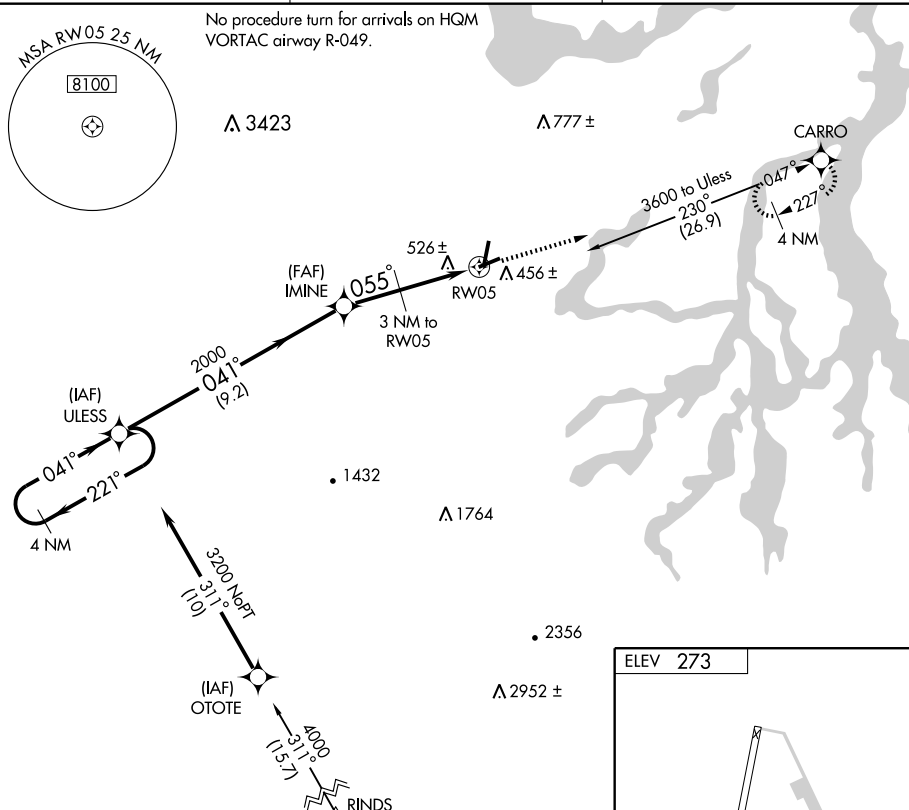 No procedure turn for arrivals on HQM
VORTAC airway R-049.
MSA RW05 25 NM
8100
3423
777 ±
CARRO
047°
227°
4 NM
3600 to Uless
230°
(26.9)
526 ±
456 ±
RW05
(FAF)
IMINE
055°
3 NM to
RW05
2000
041°
(9.2)
(IAF)
ULESS
041°
221°
4 NM
1432
1764
3200 NoPT
311°
(10)
2356
ELEV 273
2952 ±
(IAF)
OTOTE
4000
311°
(15.7)
RINDS
X